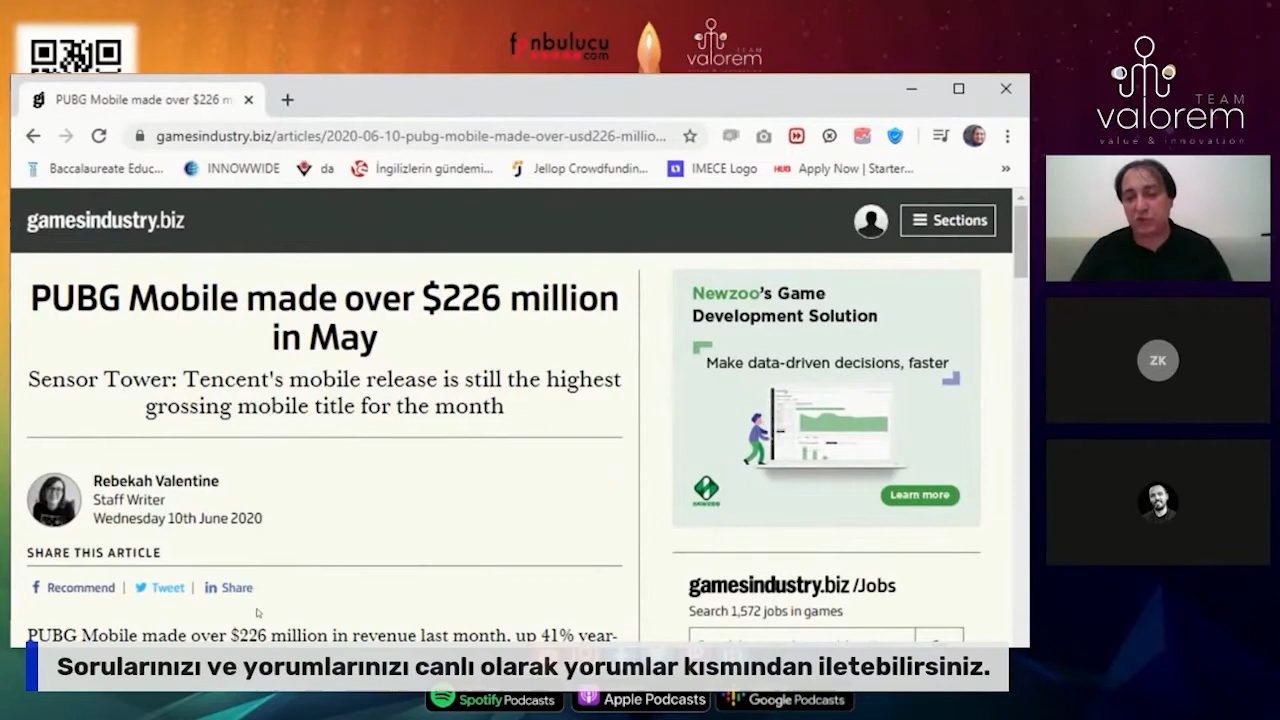 fonbulucu
.com
valorem
TEAM
PUBG Mobile made over $226 m
gamesindustry.biz/articles/2020-06-10-pubg-mobile-made-over-usd226-millio...
Baccalaureate Educ...
INNOWWIDE
da
İngilizlerin gündemi...
Jellop Crowdfundin...
IMECE Logo
HUB
Apply Now | Starter...
»
gamesindustry.biz
Sections
PUBG Mobile made over $226 million
in May
Sensor Tower: Tencent's mobile release is still the highest
grossing mobile title for the month
Rebekah Valentine
Staff Writer
Wednesday 10th June 2020
SHARE THIS ARTICLE
Recommend | Tweet | in Share
PUBG Mobile made over $226 million in revenue last month, up 41% year-
Newzoo's Game
Development Solution
Make data-driven decisions, faster
newzoo
Learn more
gamesindustry.biz /Jobs
Search 1,572 jobs in games
TEAM
valorem
value & innovation
ZK
Sorularınızı ve yorumlarınızı canlı olarak yorumlar kısmından iletebilirsiniz.
Spotify Podcasts
Apple Podcasts
Google Podcasts